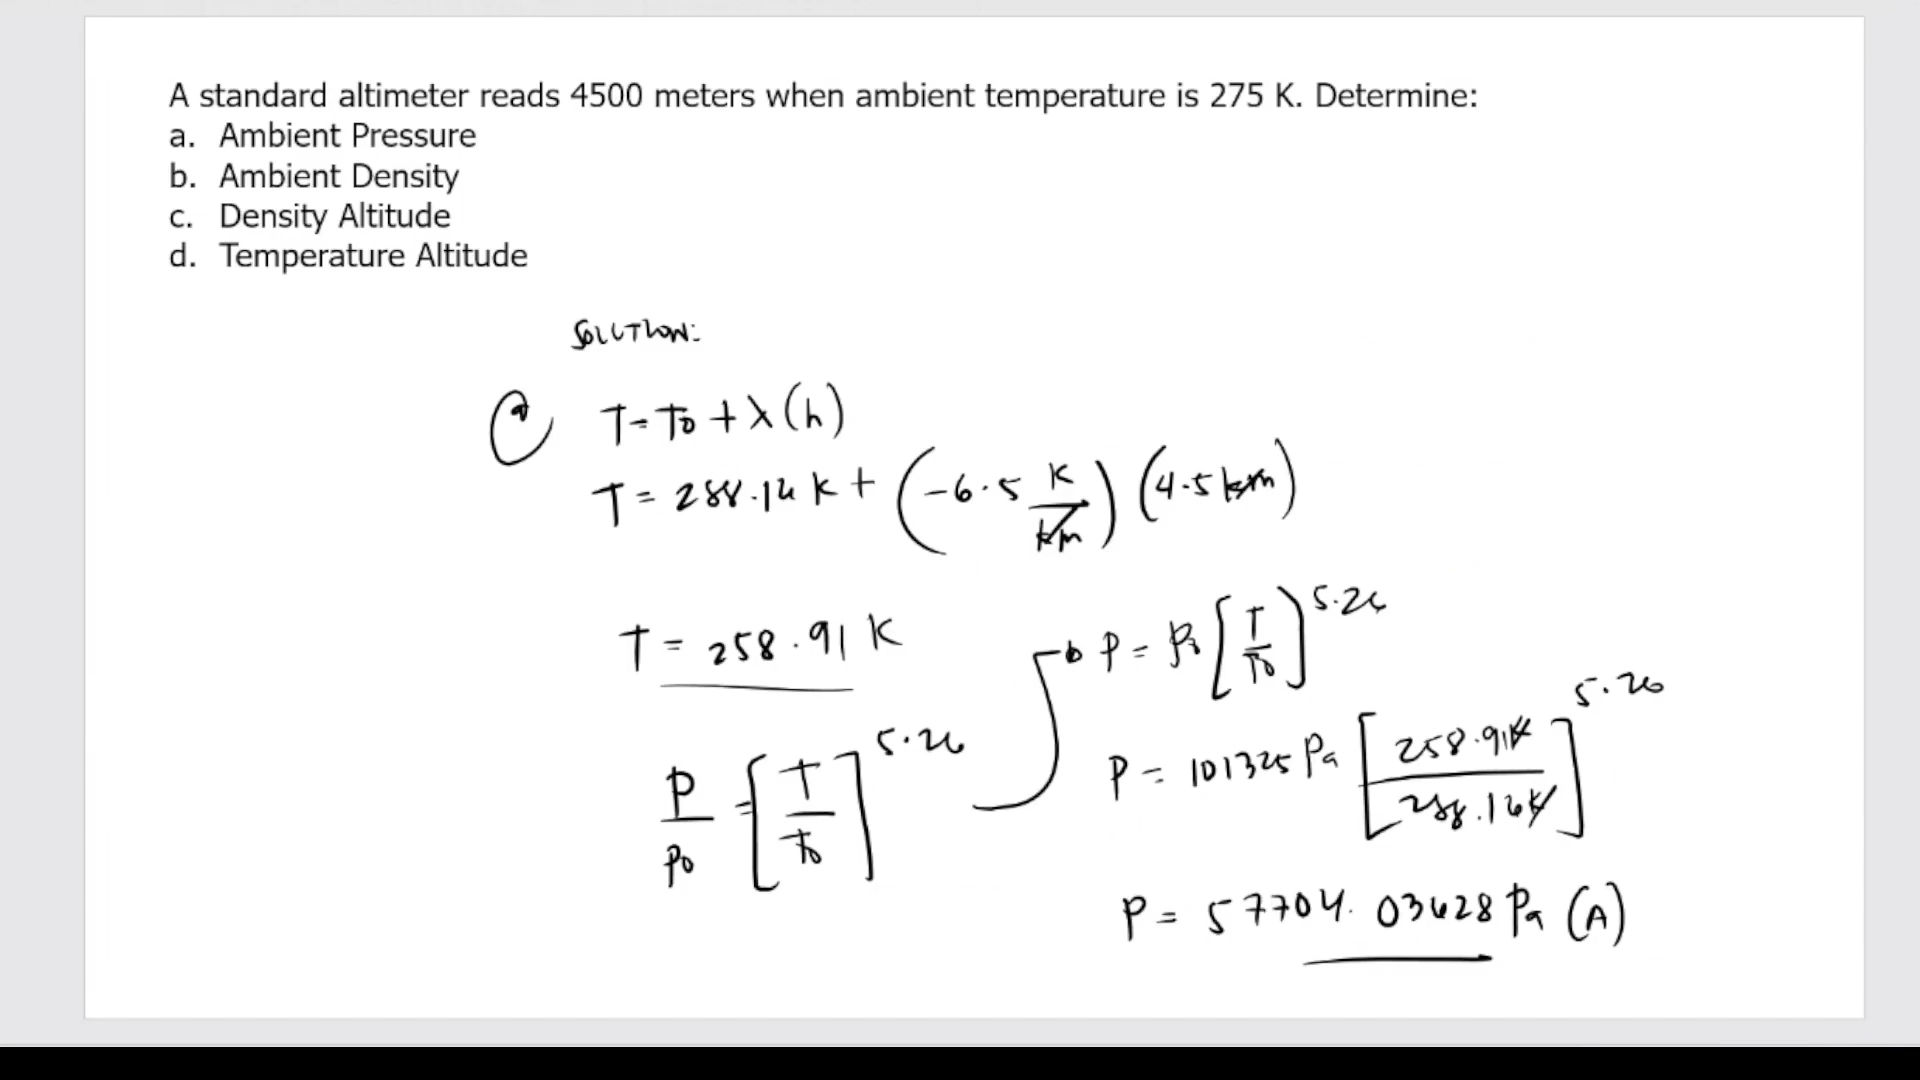 A standard altimeter reads 4500 meters when ambient temperature is 275 K. Determine:
a. Ambient Pressure
b. Ambient Density
c. Density Altitude
d. Temperature Altitude
SOLUTION:
a T = To + λ(h)
T = 288.16 K + (-6.5 K/km) (4.5 km)
T = 258.91 K
P/Po = [T/To]^5.26
P = Po [T/To]^5.26
P = 101325 Pa [258.91K/288.16K]^5.26
P = 57704.03628 Pa (A)